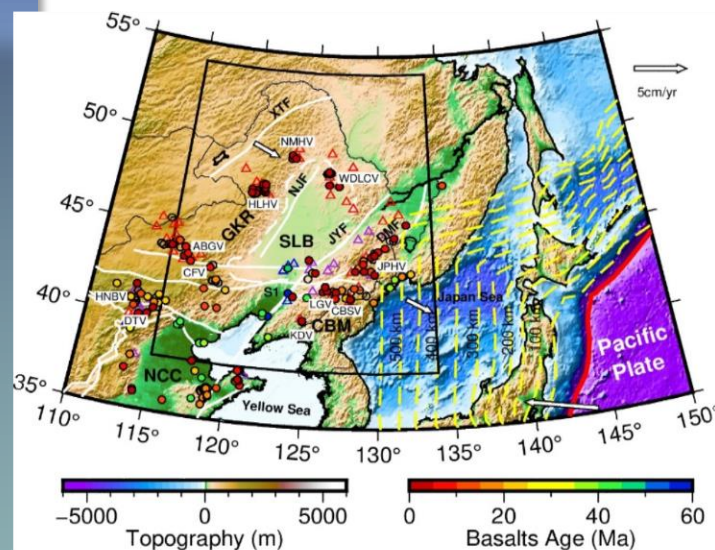 55°
50°
5cm/yr
XTF
NMHV
WDLCV
45°
HLHV
NJF
GKR
SLB
JYF
DMF
ABGV
CFV
JPHV
40°
HNBV
S1
LGV
CBSV
Japan Sea
DTV
KDV
CBM
500 km
400 km
300 km
200 km
100 km
Pacific
Plate
NCC
35°
Yellow Sea
110°
115°
120°
125°
130°
135°
140°
145°
150°
−5000 0 5000
Topography (m)
0 20 40 60
Basalts Age (Ma)